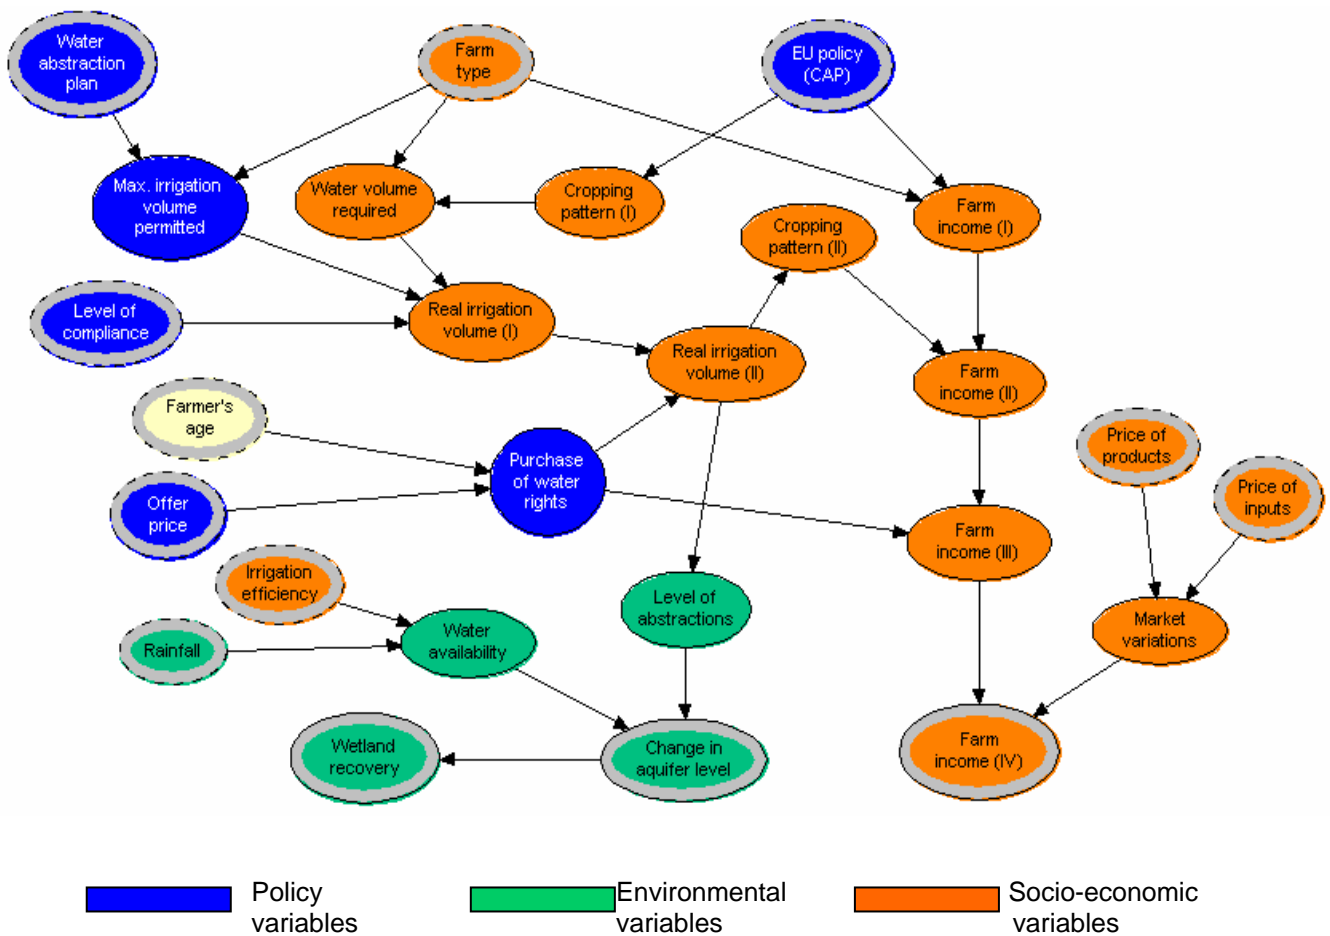 Water
abstraction
plan
Farm
type
EU policy
(CAP)
Max. irrigation
volume
permitted
Water volume
required
Cropping
pattern (I)
Cropping
pattern (II)
Farm
income (I)
Level of
compliance
Real irrigation
volume (I)
Real irrigation
volume (II)
Farm
income (II)
Farmer's
age
Purchase
of water
rights
Price of
products
Price of
inputs
Offer
price
Farm
income (III)
Irrigation
efficiency
Level of
abstractions
Market
variations
Rainfall
Water
availability
Wetland
recovery
Change in
aquifer level
Farm
income (IV)
Policy
variables
Environmental
variables
Socio-economic
variables